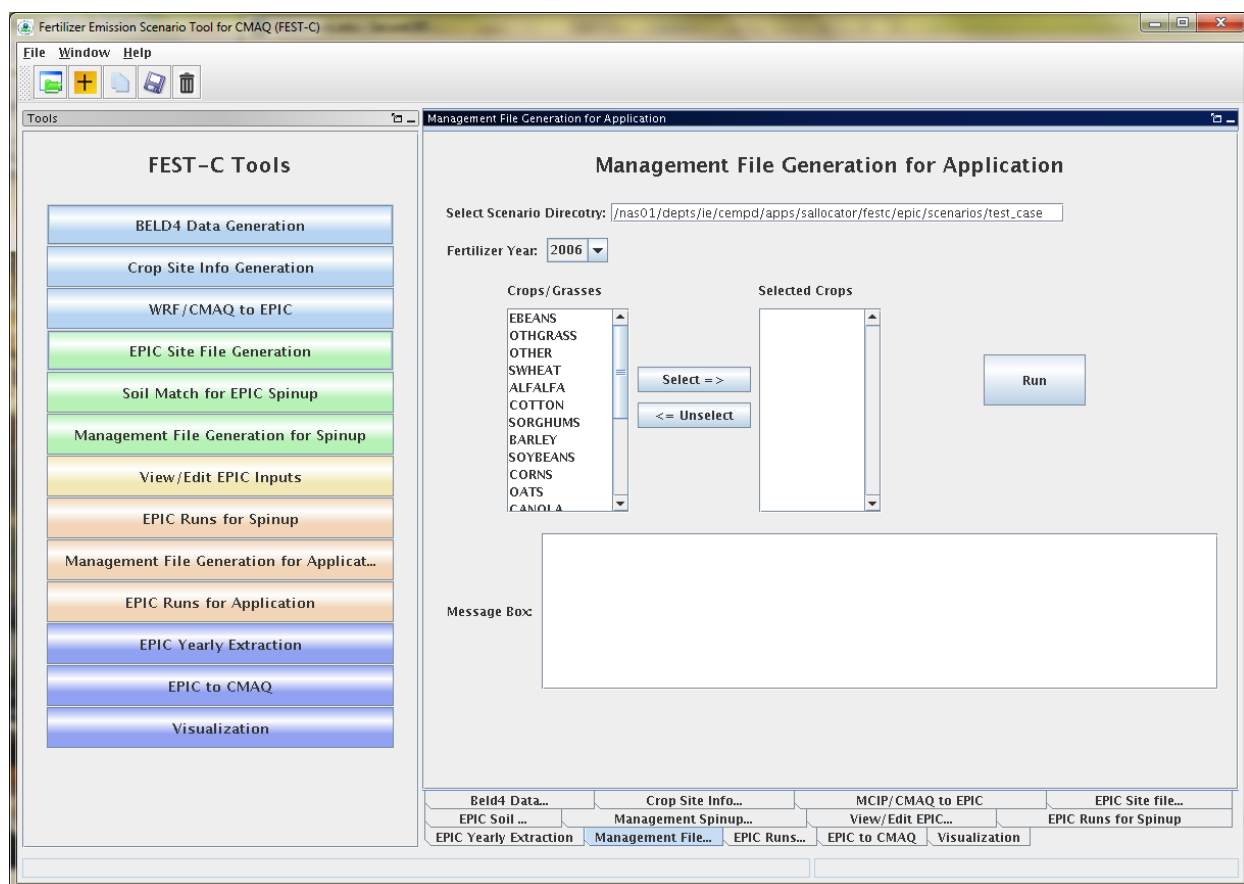 Fertilizer Emission Scenario Tool for CMAQ (FEST-C)
File Window Help
Tools
FEST-C Tools
BELD4 Data Generation
Crop Site Info Generation
WRF/CMAQ to EPIC
EPIC Site File Generation
Soil Match for EPIC Spinup
Management File Generation for Spinup
View/Edit EPIC Inputs
EPIC Runs for Spinup
Management File Generation for Applicat...
EPIC Runs for Application
EPIC Yearly Extraction
EPIC to CMAQ
Visualization
Management File Generation for Application
Management File Generation for Application
Select Scenario Direcotry: /nas01/depts/ie/cempd/apps/sallocator/festc/epic/scenarios/test_case
Fertilizer Year: 2006
Crops/Grasses
EBEANS
OTHGRASS
OTHER
SWHEAT
ALFALFA
COTTON
SORGHUMS
BARLEY
SOYBEANS
CORNS
OATS
CANOLA
Select =>
<= Unselect
Selected Crops
Run
Message Box:
Beld4 Data... Crop Site Info... MCIP/CMAQ to EPIC EPIC Site file...
EPIC Soil ... Management Spinup... View/Edit EPIC... EPIC Runs for Spinup
EPIC Yearly Extraction Management File... EPIC Runs... EPIC to CMAQ Visualization